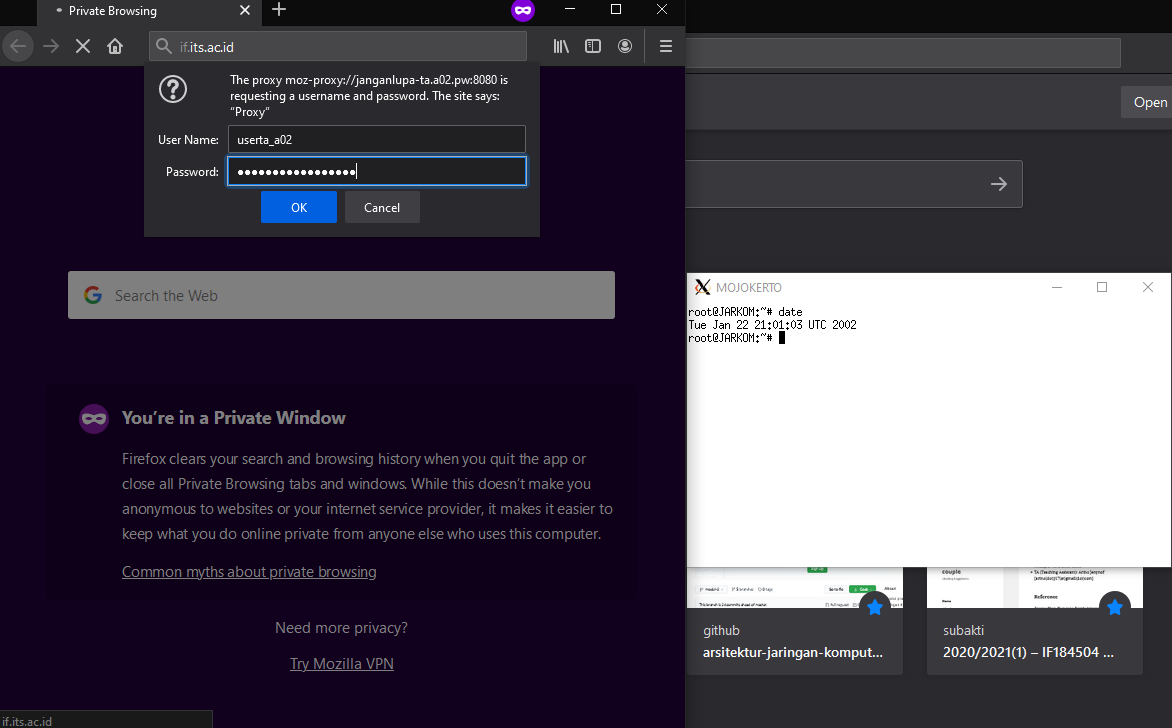 Private Browsing
if.its.ac.id
The proxy moz-proxy://janganlupa-ta.a02.pw:8080 is
requesting a username and password. The site says:
“Proxy”
User Name: userta_a02
Password: •••••••••••••••••
OK Cancel
Search the Web
You’re in a Private Window
Firefox clears your search and browsing history when you quit the app or
close all Private Browsing tabs and windows. While this doesn’t make you
anonymous to websites or your internet service provider, it makes it easier to
keep what you do online private from anyone else who uses this computer.
Common myths about private browsing
Need more privacy?
Try Mozilla VPN
if.its.ac.id
Open
MOJOKERTO
root@JARKOM:~# date
Tue Jan 22 21:01:03 UTC 2002
root@JARKOM:~#
couple
Reference
github
arsitektur-jaringan-komput...
subakti
2020/2021(1) – IF184504 ...